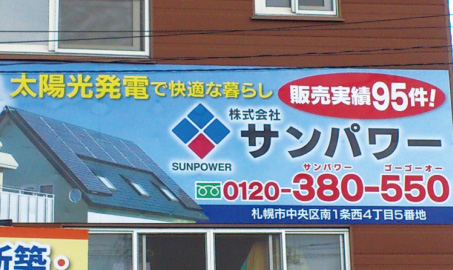 太陽光発電で快適な暮らし
販売実績95件!
株式会社
サンパワー
SUNPOWER
サンパワー ゴーゴーオー
0120-380-550
札幌市中央区南1条西4丁目5番地
新築・